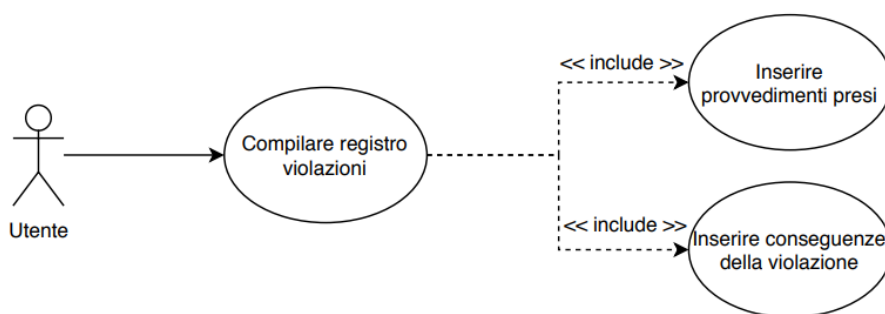 Utente
Compilare registro
violazioni
<< include >>
Inserire
provvedimenti presi
<< include >>
Inserire conseguenze
della violazione